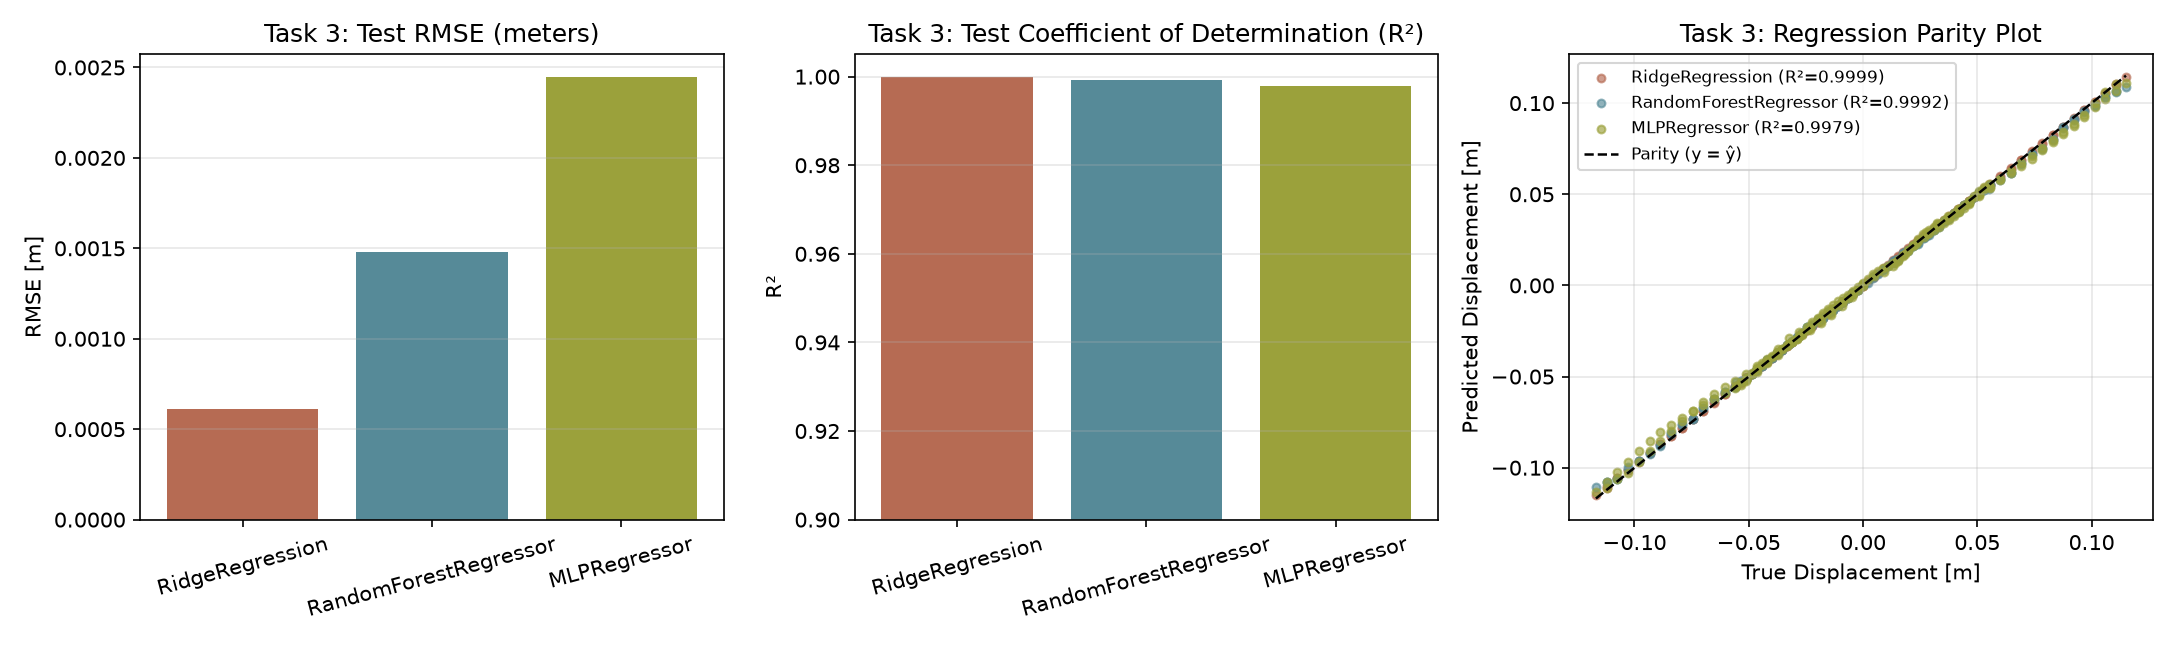 Task 3: Test RMSE (meters)
RMSE [m]
0.0025
0.0020
0.0015
0.0010
0.0005
0.0000
RidgeRegression
RandomForestRegressor
MLPRegressor
Task 3: Test Coefficient of Determination (R²)
R²
1.00
0.98
0.96
0.94
0.92
0.90
RidgeRegression
RandomForestRegressor
MLPRegressor
Task 3: Regression Parity Plot
RidgeRegression (R²=0.9999)
RandomForestRegressor (R²=0.9992)
MLPRegressor (R²=0.9979)
Parity (y = ŷ)
Predicted Displacement [m]
0.10
0.05
0.00
−0.05
−0.10
−0.10
−0.05
0.00
0.05
0.10
True Displacement [m]